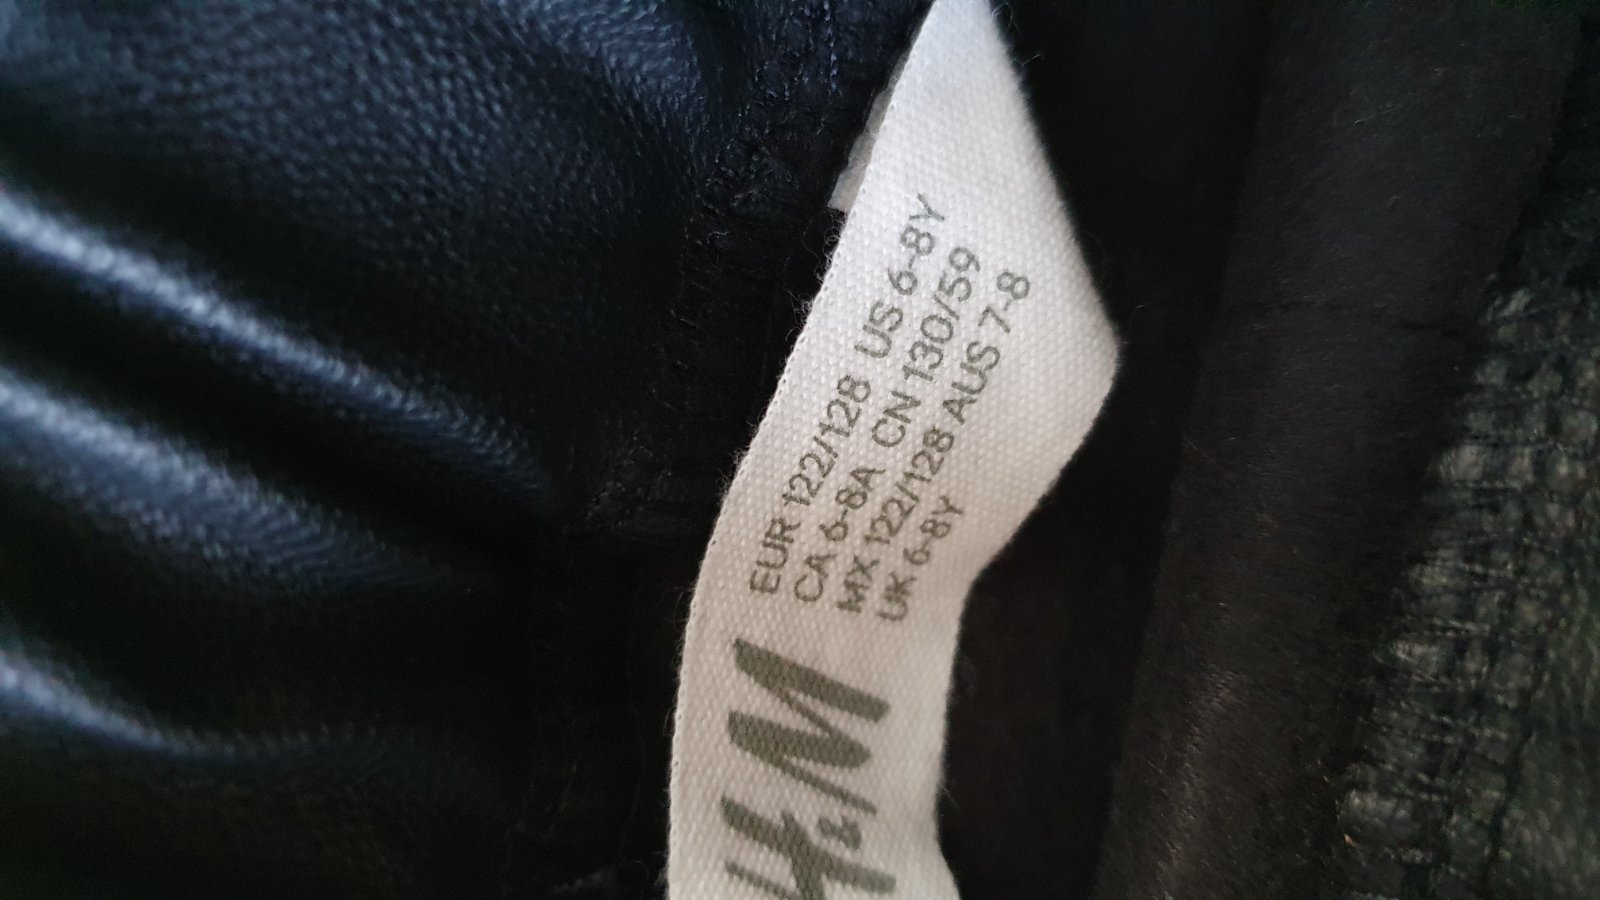 EUR 122/128 US 6-8Y
CA 6-8A CN 130/59
MX 122/128 AUS 7-8
UK 6-8Y
H&M